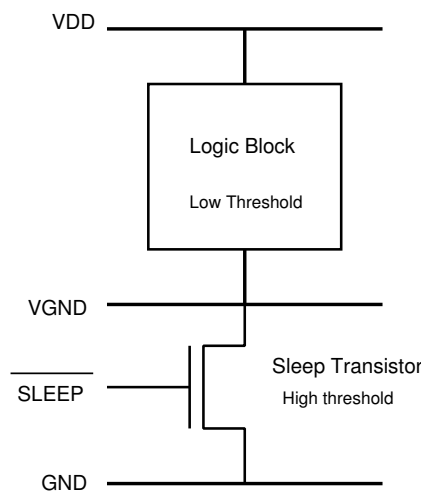 VDD
Logic Block
Low Threshold
VGND
Sleep Transistor
SLEEP
High threshold
GND